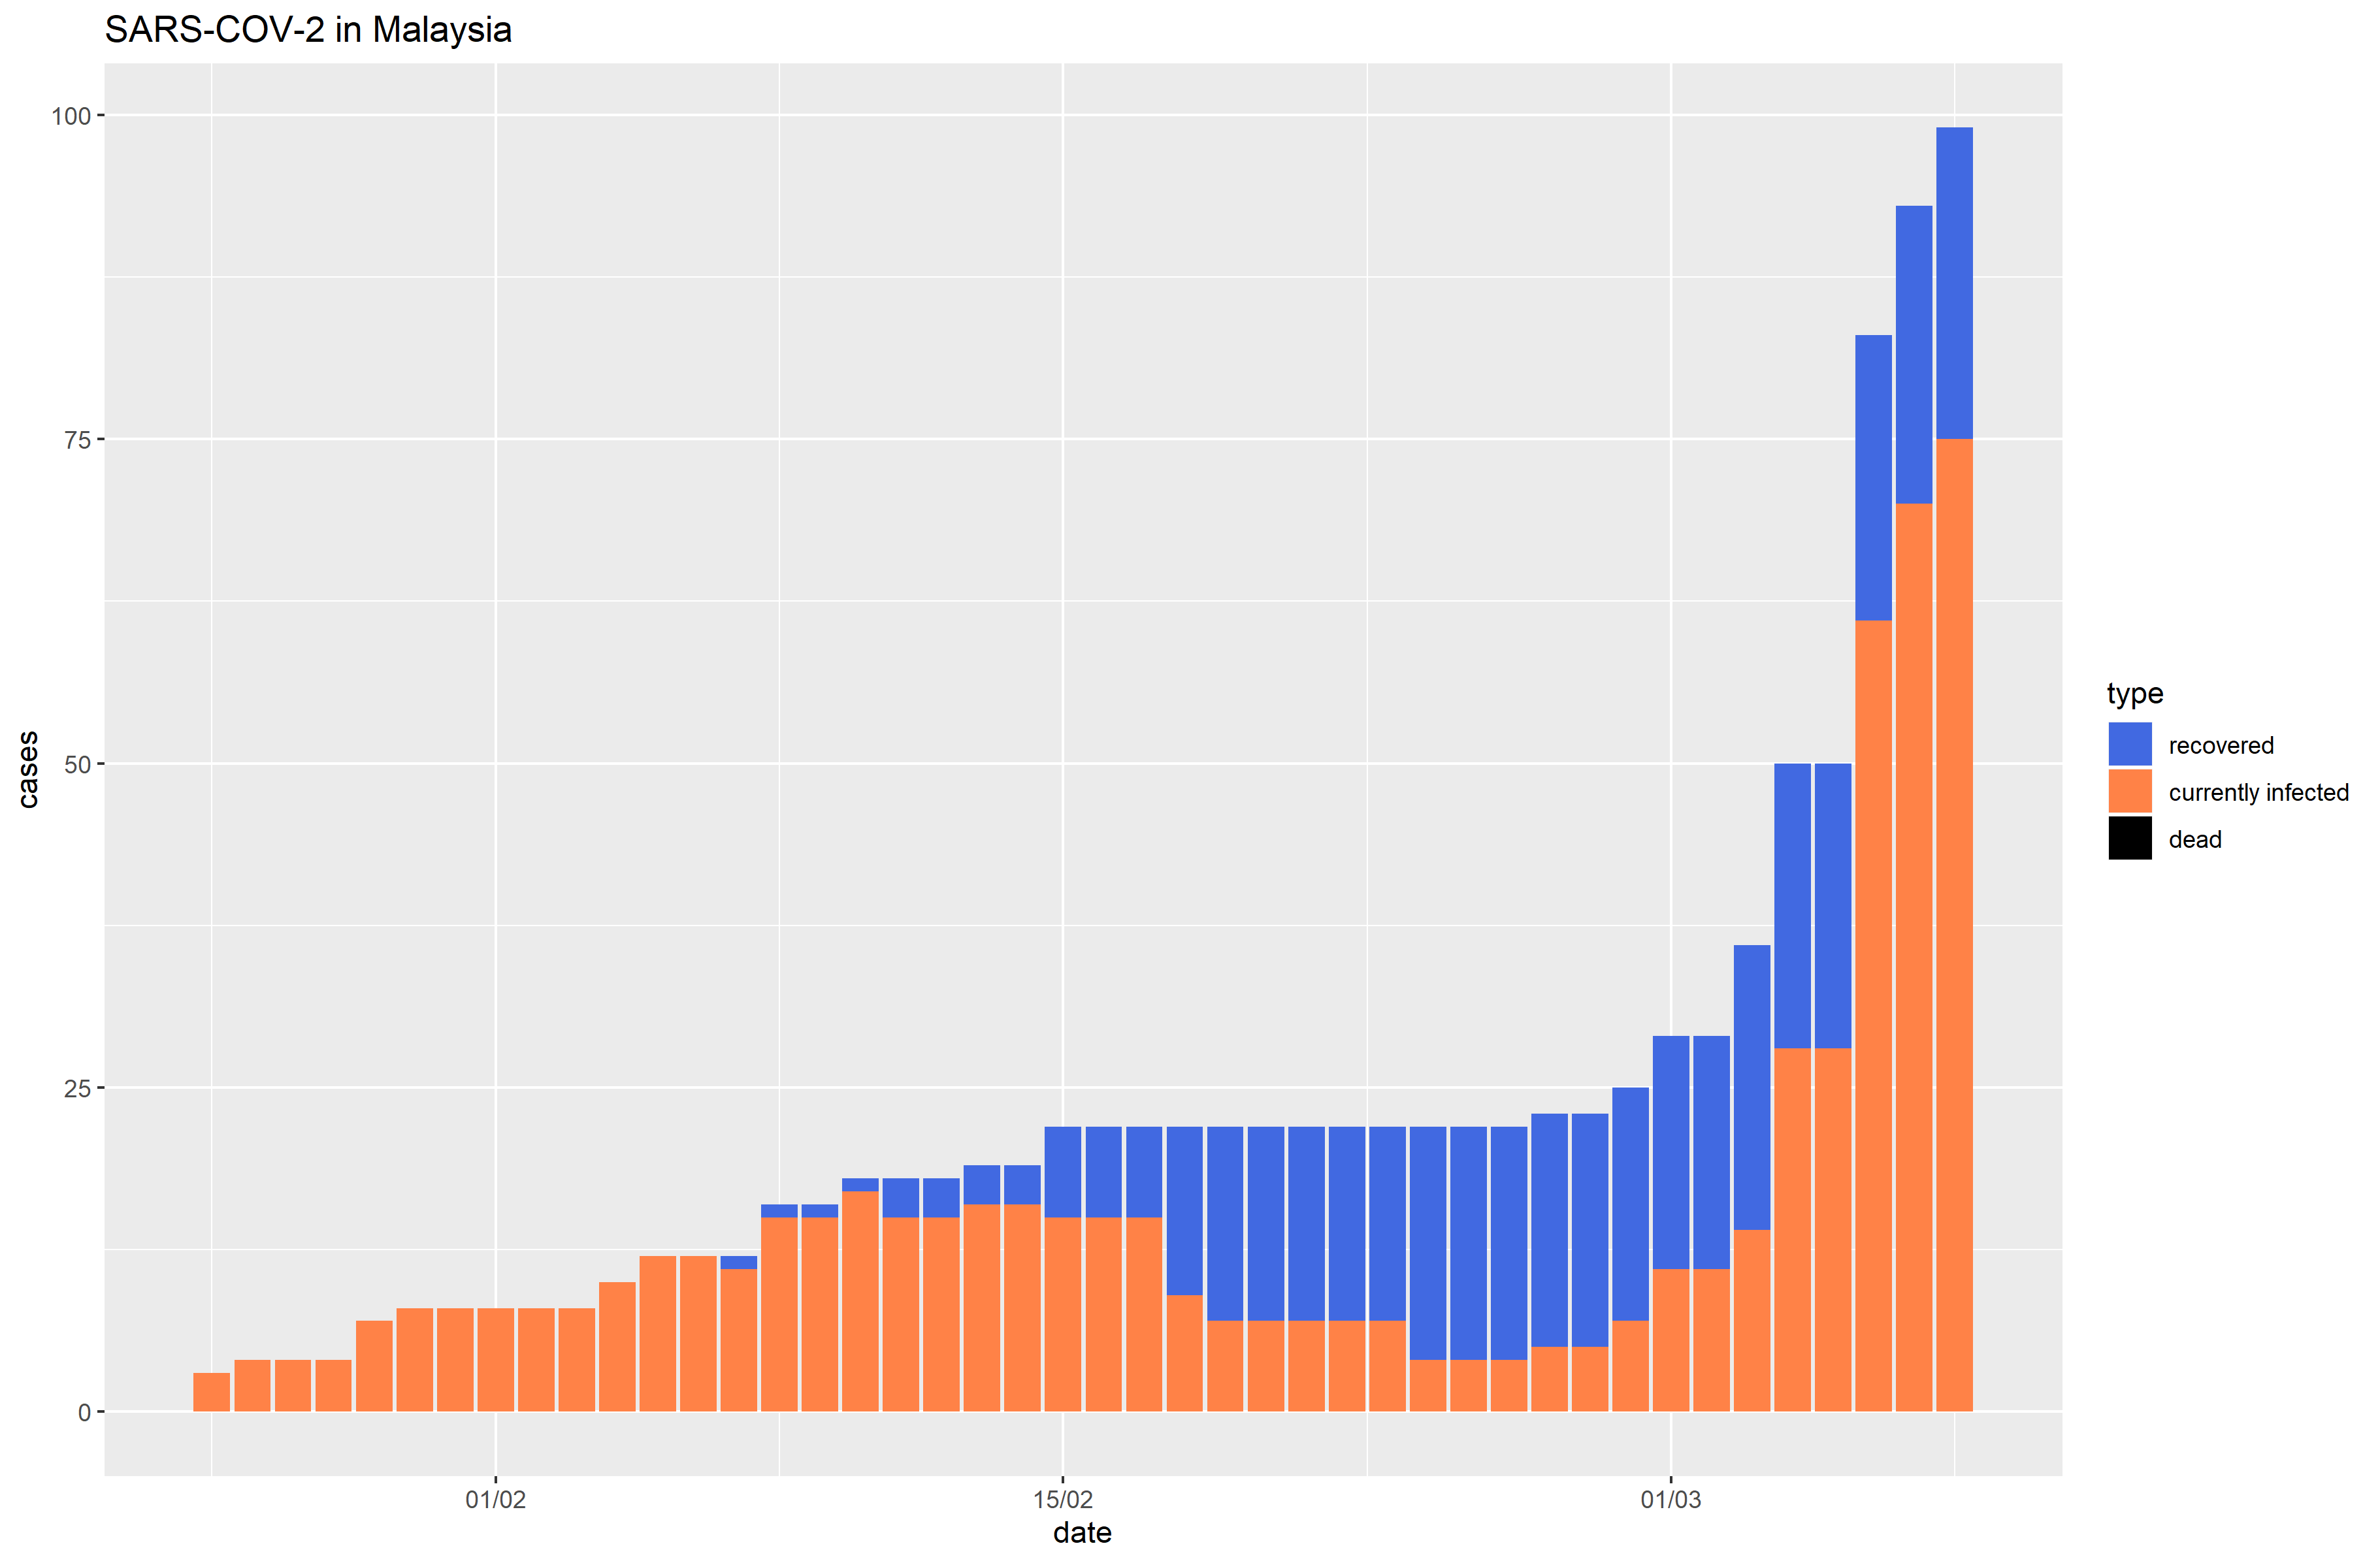 SARS-COV-2 in Malaysia
100
75
50
25
0
cases
01/02
15/02
01/03
date
type
recovered
currently infected
dead